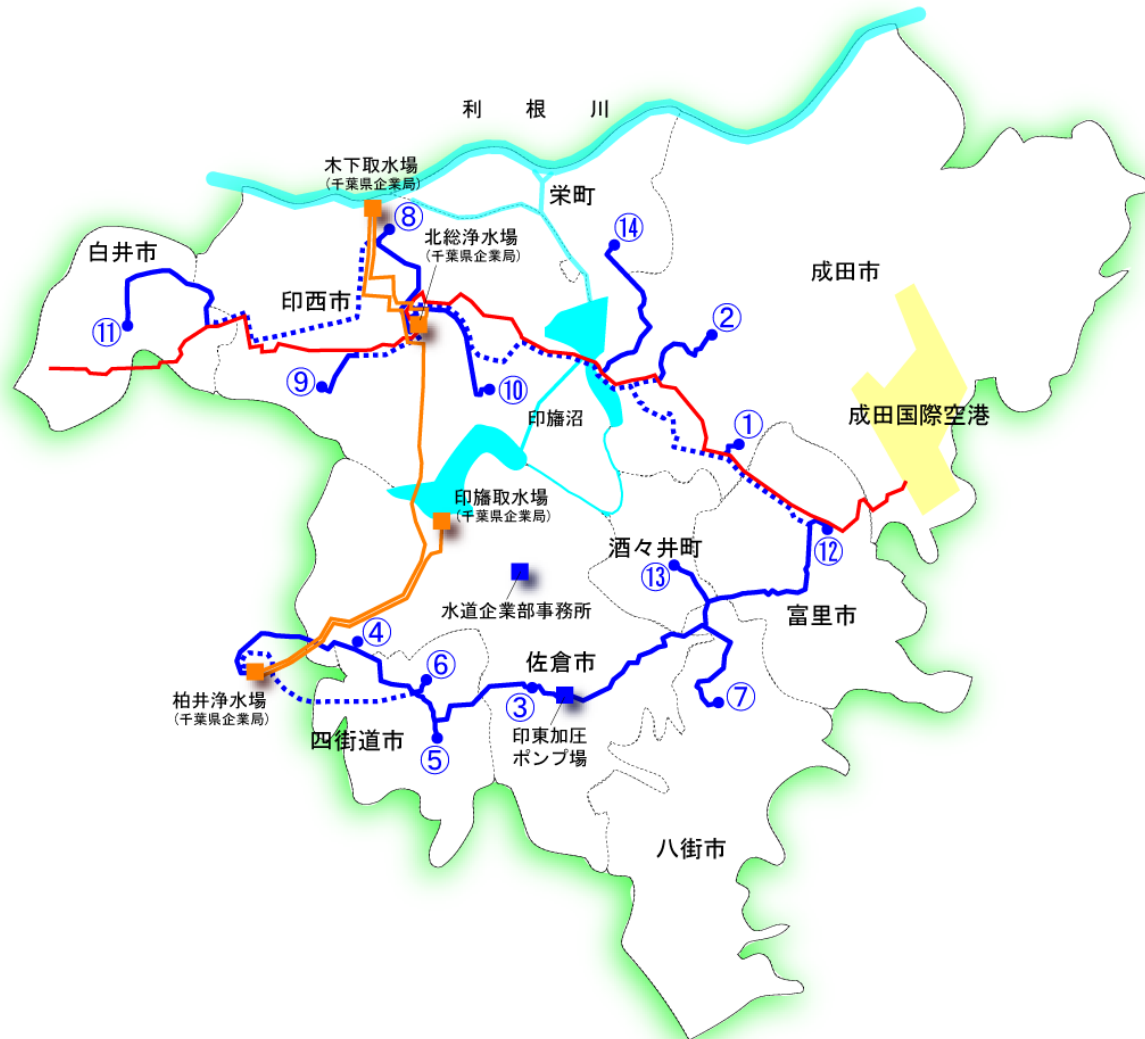 利根川
木下取水場
(千葉県企業局)
栄町
⑧
⑭
北総浄水場
(千葉県企業局)
白井市
成田市
印西市
②
⑪
⑨
⑩
印旛沼
成田国際空港
①
印旛取水場
(千葉県企業局)
酒々井町
⑫
⑬
水道企業部事務所
富里市
④
⑥
佐倉市
柏井浄水場
(千葉県企業局)
③
⑦
四街道市
⑤
印東加圧
ポンプ場
八街市